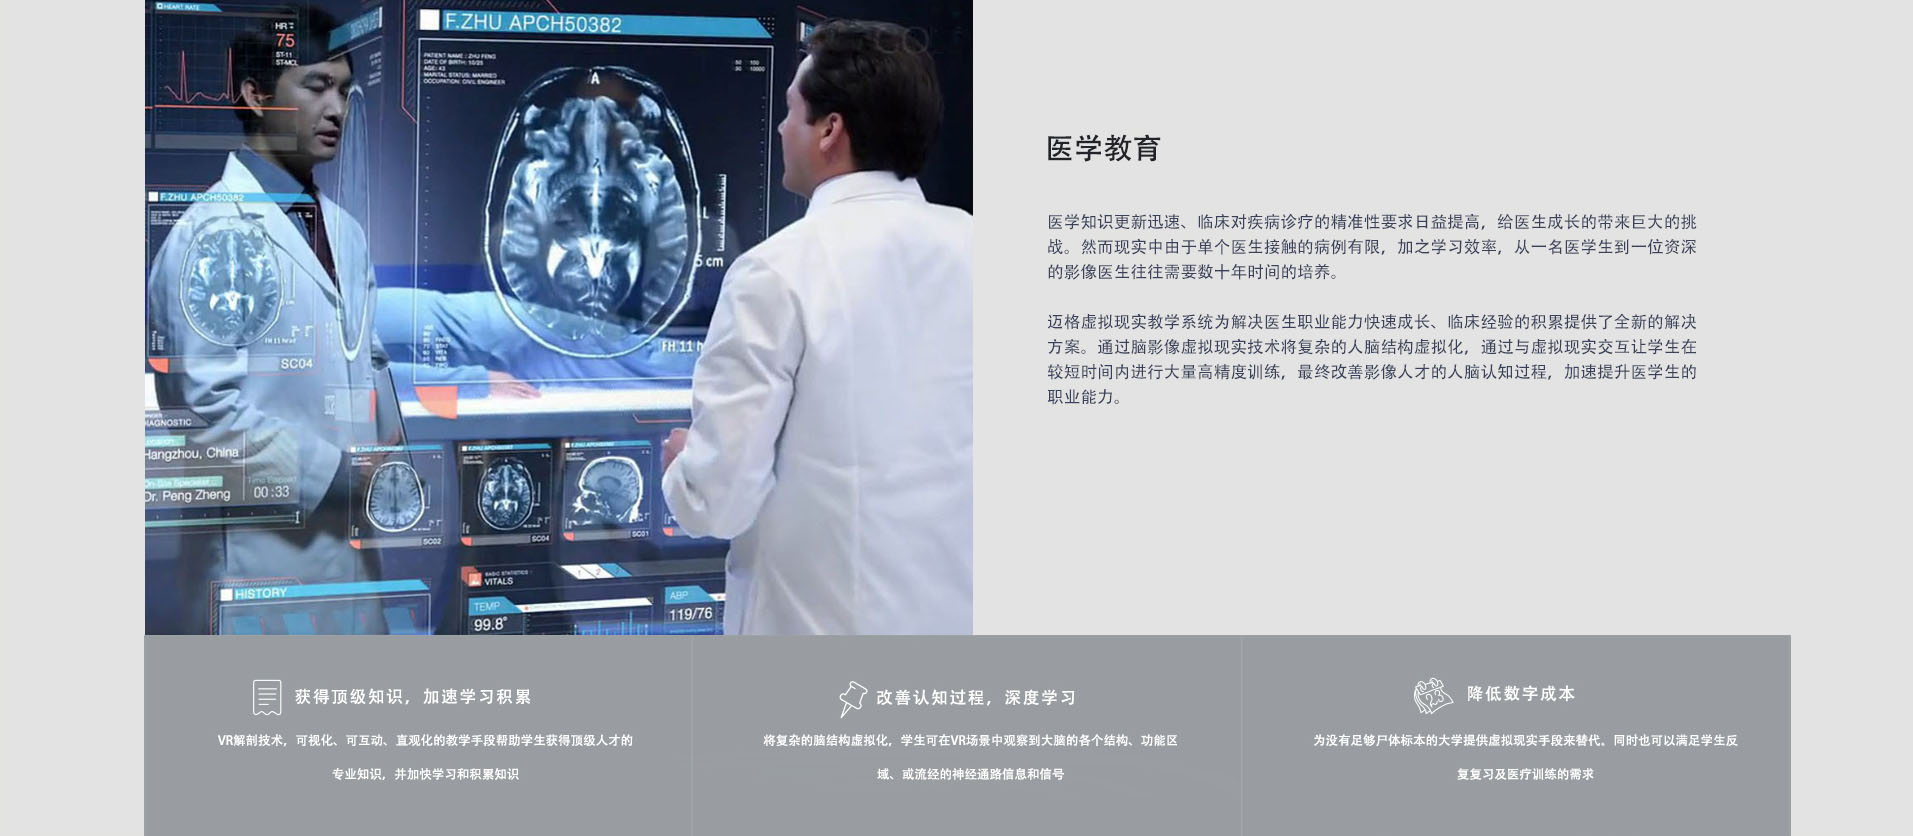 HEART RATE
HR
75
ST-11
ST-MCL
F.ZHU APCH50382
PATIENT NAME : ZHU FENG
DATE OF BIRTH: 10/25
AGE: 43
MARITAL STATUS: MARRIED
OCCUPATION: CIVIL ENGINEER
50 100
30 10000
A
L
5 cm
FH 11 h
F.ZHU APCH50382
FH 11 head
SC04
DIAGNOSTIC
Location
Hangzhou, China
On-Site Specialist
Dr. Peng Zheng
Time Elapsed
00:33
SC02
SC04
SC01
HISTORY
BASIC STATISTICS
VITALS
1 2
TEMP
99.8°
ABP
119/76
医学教育
医学知识更新迅速、临床对疾病诊疗的精准性要求日益提高，给医生成长的带来巨大的挑
战。然而现实中由于单个医生接触的病例有限，加之学习效率，从一名医学生到一位资深
的影像医生往往需要数十年时间的培养。
迈格虚拟现实教学系统为解决医生职业能力快速成长、临床经验的积累提供了全新的解决
方案。通过脑影像虚拟现实技术将复杂的人脑结构虚拟化，通过与虚拟现实交互让学生在
较短时间内进行大量高精度训练，最终改善影像人才的人脑认知过程，加速提升医学生的
职业能力。
获得顶级知识，加速学习积累
VR解剖技术，可视化、可互动、直观化的教学手段帮助学生获得顶级人才的
专业知识，并加快学习和积累知识
改善认知过程，深度学习
将复杂的脑结构虚拟化，学生可在VR场景中观察到大脑的各个结构、功能区
域、或流经的神经通路信息和信号
降低数字成本
为没有足够尸体标本的大学提供虚拟现实手段来替代。同时也可以满足学生反
复复习及医疗训练的需求